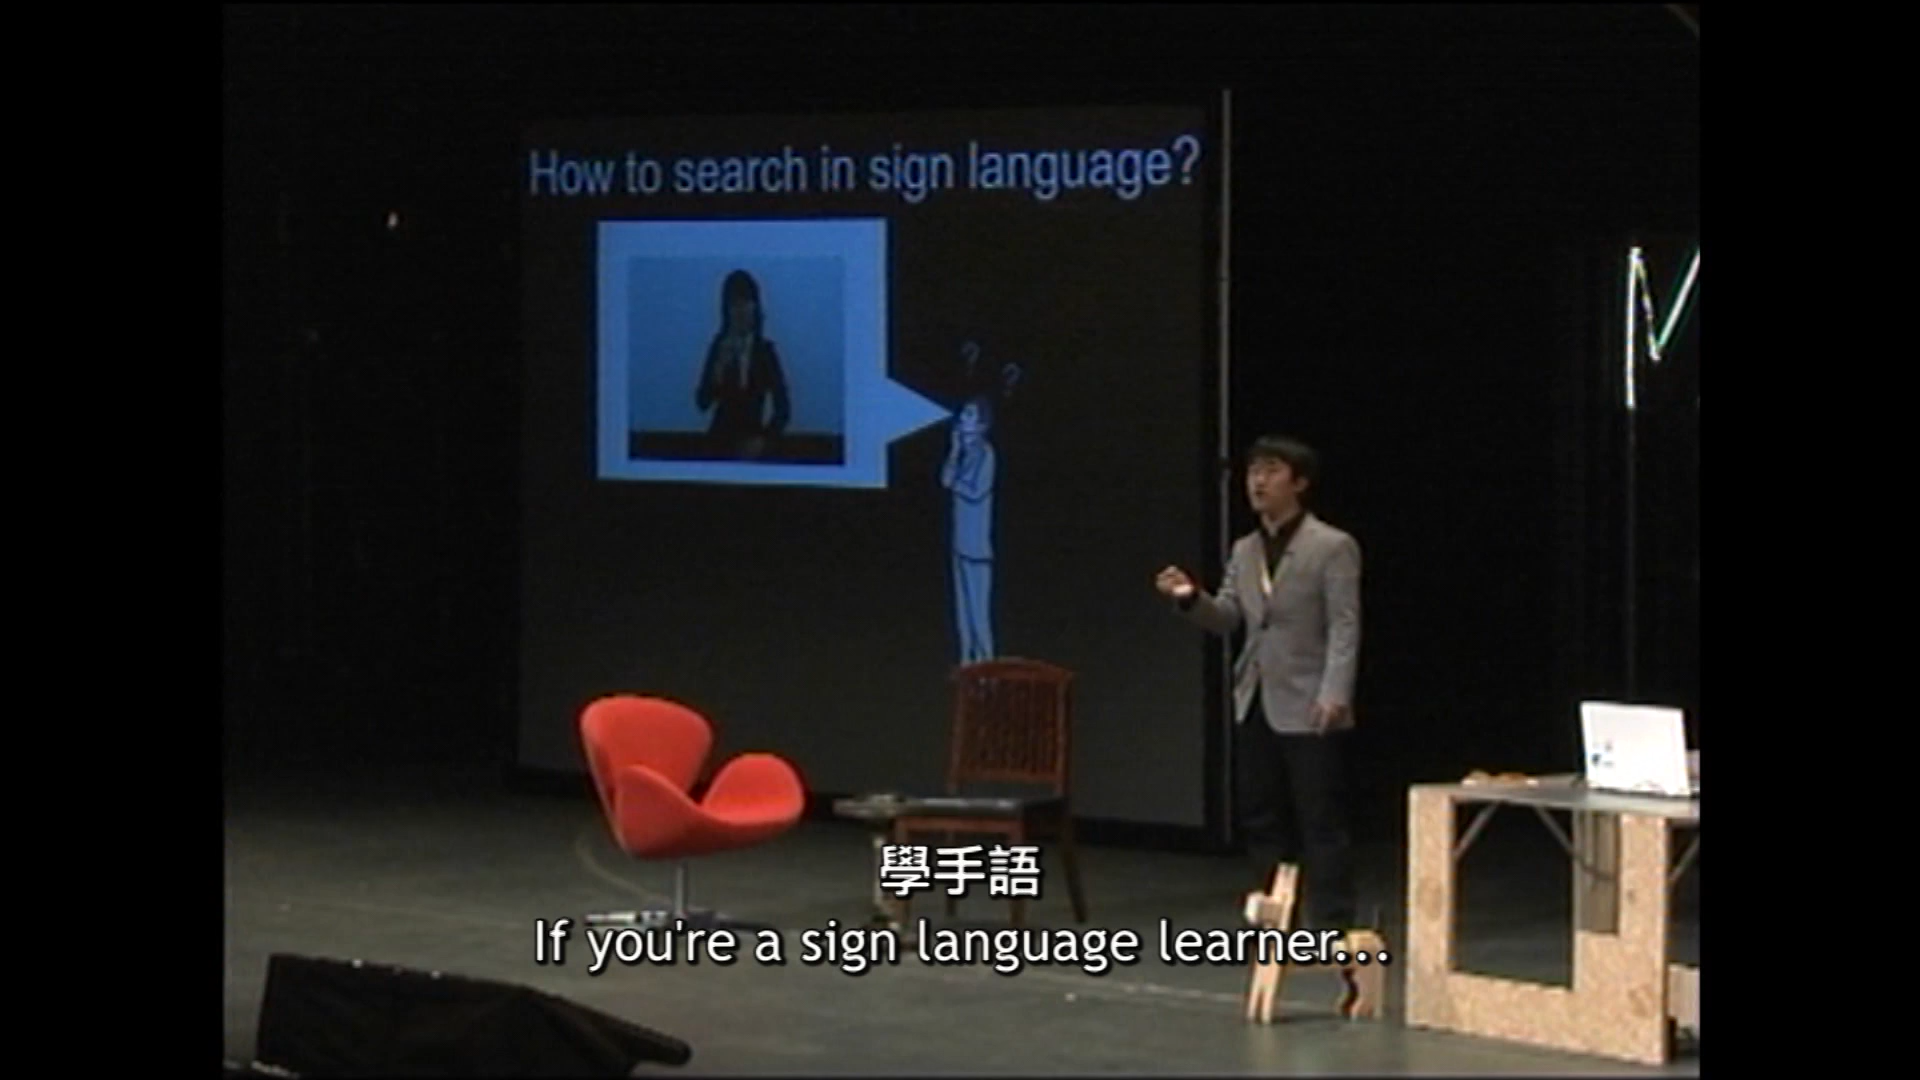 How to search in sign language?
? ?
學手語
If you're a sign language learner...